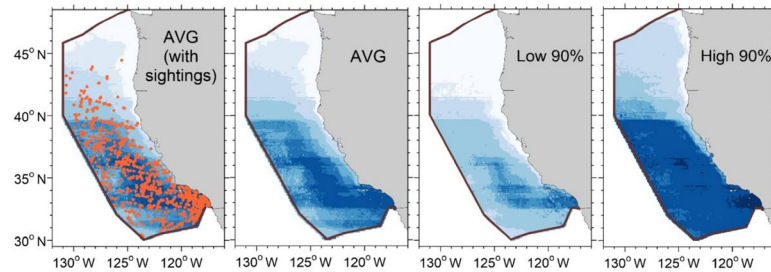 AVG
(with
sightings)
AVG
Low 90%
High 90%
45° N
40° N
35° N
30° N
130° W 125° W 120° W 130° W 125° W 120° W 130° W 125° W 120° W 130° W 125° W 120° W